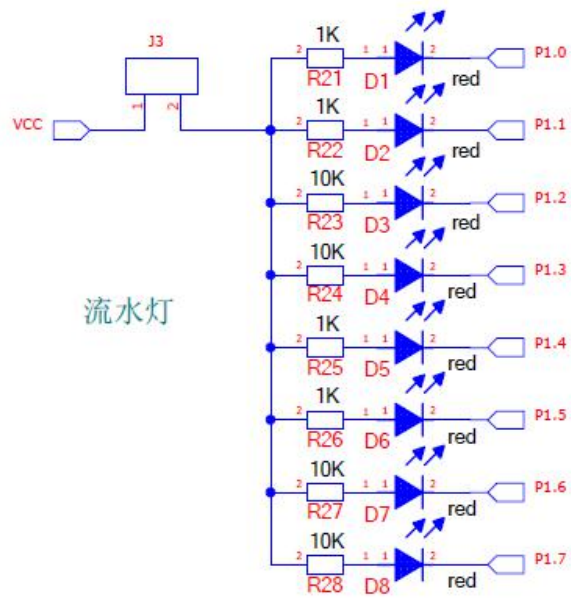 J3
1 2
VCC
1K
2 1 1 2 P1.0
R21 D1 red
1K
2 1 1 2 P1.1
R22 D2 red
10K
2 1 1 2 P1.2
R23 D3 red
10K
2 1 1 2 P1.3
R24 D4 red
流水灯
1K
2 1 1 2 P1.4
R25 D5 red
1K
2 1 1 2 P1.5
R26 D6 red
10K
2 1 1 2 P1.6
R27 D7 red
10K
2 1 1 2 P1.7
R28 D8 red